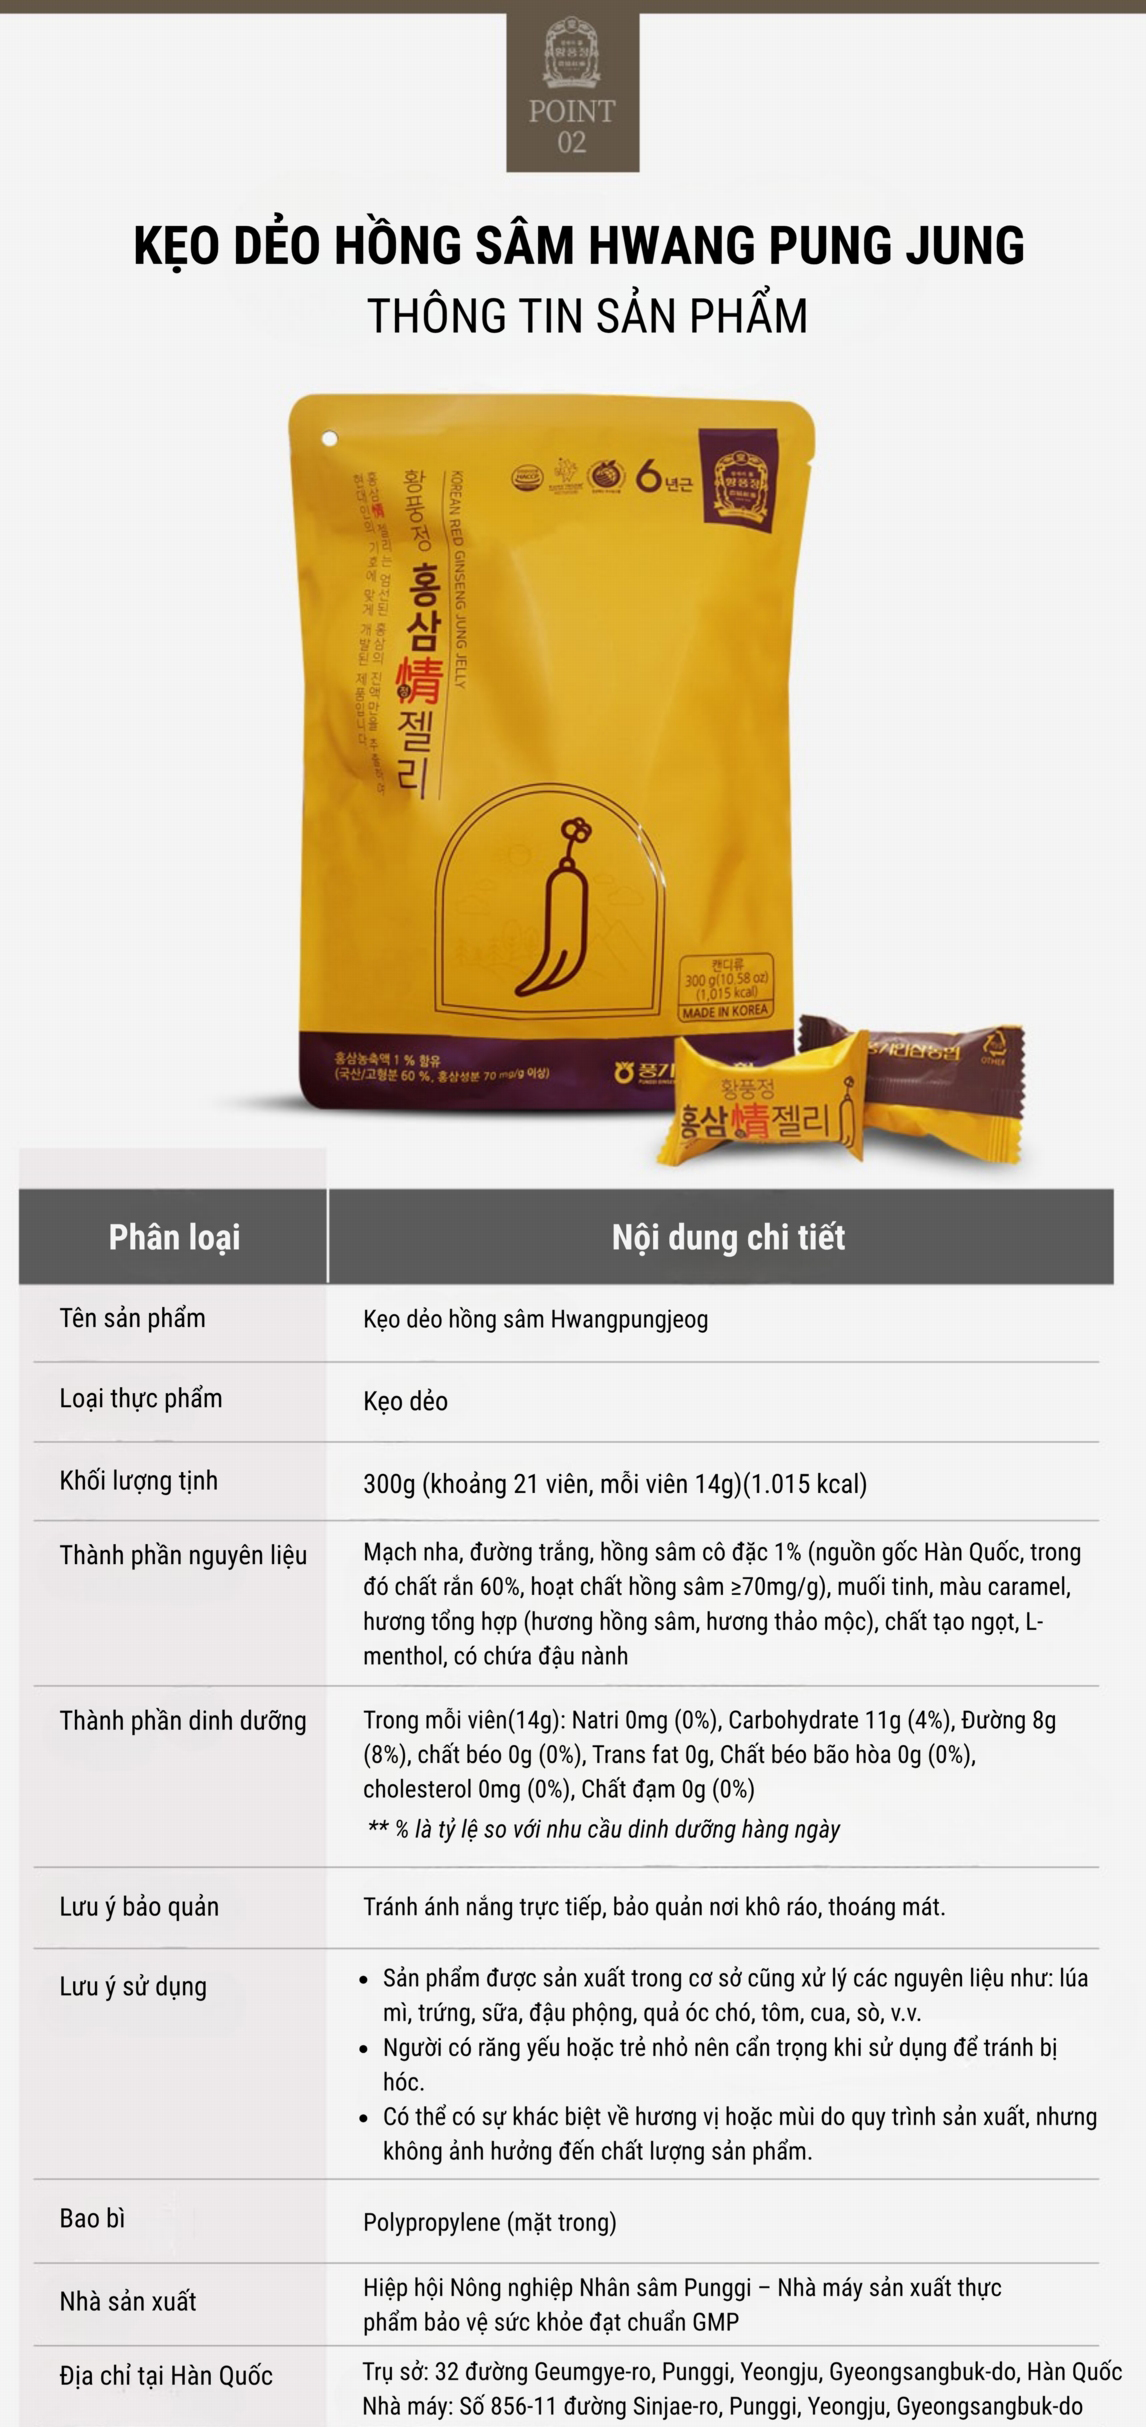 황풍정
POINT
02
KẸO DẺO HỒNG SÂM HWANG PUNG JUNG
THÔNG TIN SẢN PHẨM
HACCP
6년근
황풍정
KOREAN RED GINSENG JUNG JELLY
황풍정 홍삼情젤리
정
홍삼情 젤리는 엄선된 홍삼의 진액만을 추출하여
현대인의 기호에 맞게 개발된 제품입니다.
캔디류
300 g(10.58 oz)
(1,015 kcal)
MADE IN KOREA
홍삼농축액 1 % 함유
(국산/고형분 60 %, 홍삼성분 70 mg/g 이상)
풍기
황풍정
홍삼情젤리
풍기인삼농협
OTHER
Phân loại
Nội dung chi tiết
Tên sản phẩm
Kẹo dẻo hồng sâm Hwangpungjeog
Loại thực phẩm
Kẹo dẻo
Khối lượng tịnh
300g (khoảng 21 viên, mỗi viên 14g)(1.015 kcal)
Thành phần nguyên liệu
Mạch nha, đường trắng, hồng sâm cô đặc 1% (nguồn gốc Hàn Quốc, trong
đó chất rắn 60%, hoạt chất hồng sâm ≥70mg/g), muối tinh, màu caramel,
hương tổng hợp (hương hồng sâm, hương thảo mộc), chất tạo ngọt, L-
menthol, có chứa đậu nành
Thành phần dinh dưỡng
Trong mỗi viên(14g): Natri 0mg (0%), Carbohydrate 11g (4%), Đường 8g
(8%), chất béo 0g (0%), Trans fat 0g, Chất béo bão hòa 0g (0%),
cholesterol 0mg (0%), Chất đạm 0g (0%)
** % là tỷ lệ so với nhu cầu dinh dưỡng hàng ngày
Lưu ý bảo quản
Tránh ánh nắng trực tiếp, bảo quản nơi khô ráo, thoáng mát.
Lưu ý sử dụng
• Sản phẩm được sản xuất trong cơ sở cũng xử lý các nguyên liệu như: lúa
mì, trứng, sữa, đậu phộng, quả óc chó, tôm, cua, sò, v.v.
• Người có răng yếu hoặc trẻ nhỏ nên cẩn trọng khi sử dụng để tránh bị
hóc.
• Có thể có sự khác biệt về hương vị hoặc mùi do quy trình sản xuất, nhưng
không ảnh hưởng đến chất lượng sản phẩm.
Bao bì
Polypropylene (mặt trong)
Nhà sản xuất
Hiệp hội Nông nghiệp Nhân sâm Punggi – Nhà máy sản xuất thực
phẩm bảo vệ sức khỏe đạt chuẩn GMP
Địa chỉ tại Hàn Quốc
Trụ sở: 32 đường Geumgye-ro, Punggi, Yeongju, Gyeongsangbuk-do, Hàn Quốc
Nhà máy: Số 856-11 đường Sinjae-ro, Punggi, Yeongju, Gyeongsangbuk-do